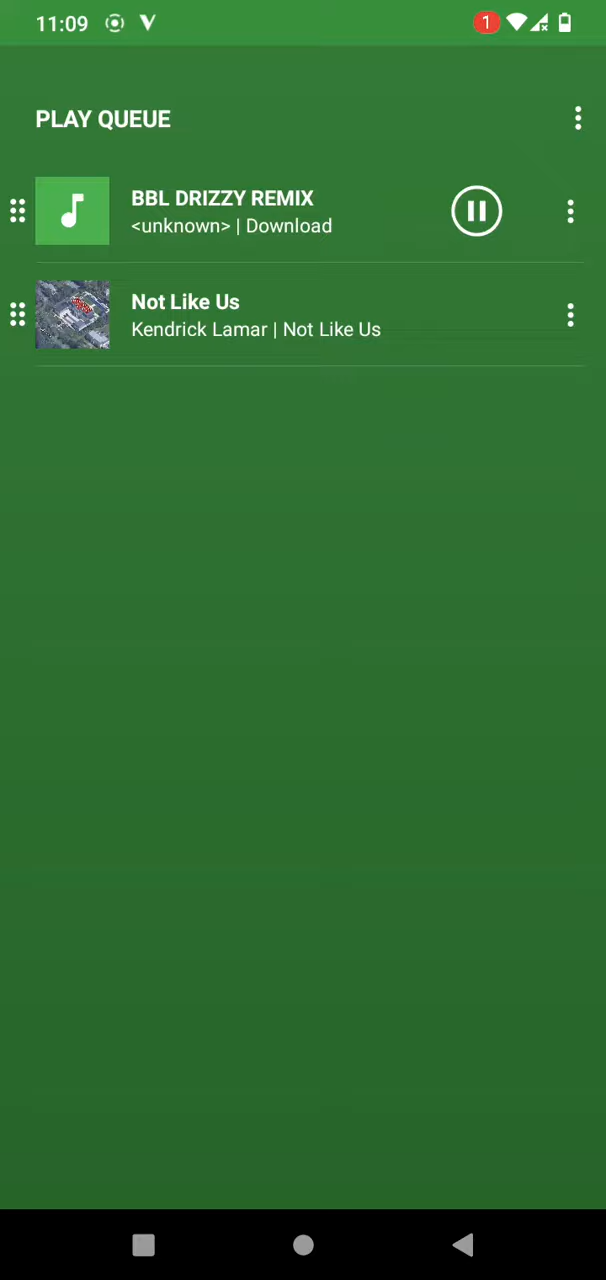 11:09
1
PLAY QUEUE
BBL DRIZZY REMIX
<unknown> | Download
Not Like Us
Kendrick Lamar | Not Like Us